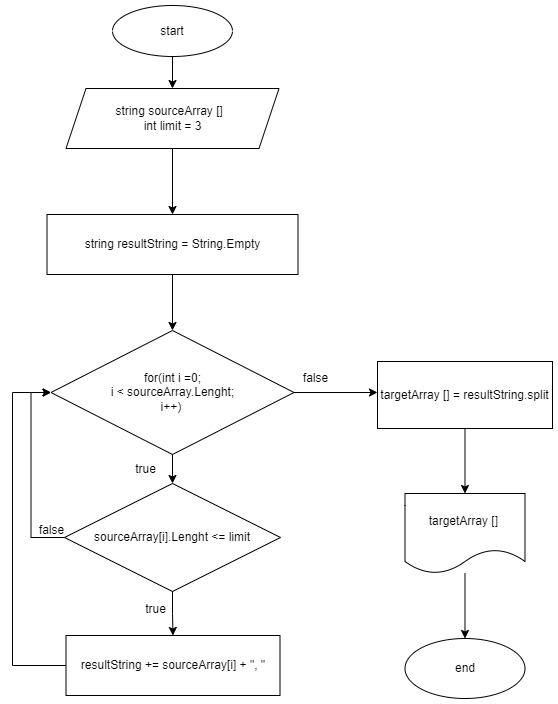 start
string sourceArray []
int limit = 3
string resultString = String.Empty
for(int i =0;
i < sourceArray.Lenght;
i++)
false
targetArray [] = resultString.split
true
targetArray []
false
sourceArray[i].Lenght <= limit
true
resultString += sourceArray[i] + ", "
end